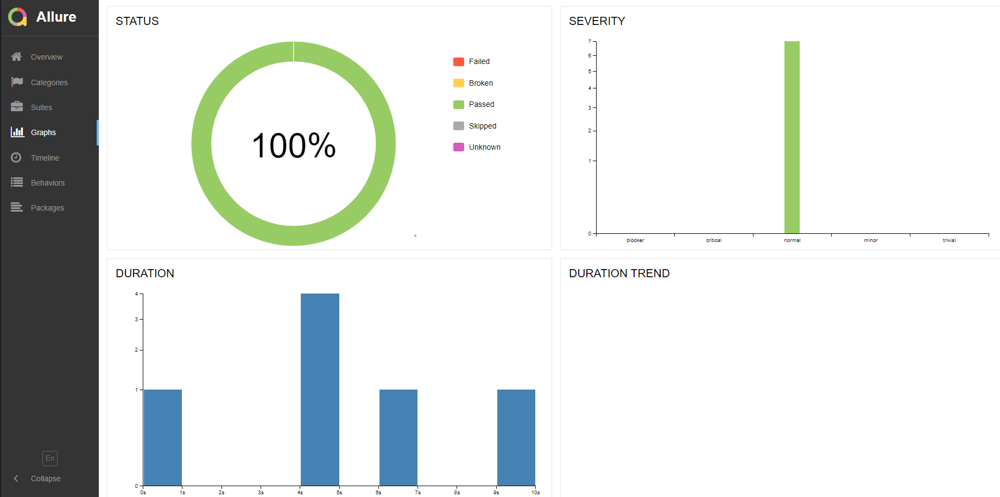 Allure
Overview
Categories
Suites
Graphs
Timeline
Behaviors
Packages
En
Collapse
STATUS
100%
Failed
Broken
Passed
Skipped
Unknown
SEVERITY
7
6
5
4
3
2
1
0
blocker critical normal minor trivial
DURATION
4
3
2
1
0
0s 1s 2s 3s 4s 5s 6s 7s 8s 9s 10s
DURATION TREND